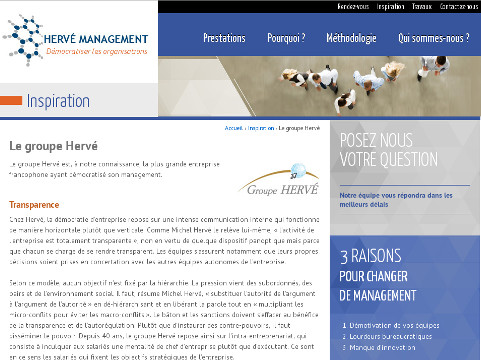 Rendez-vous Inspiration Travaux Contactez-nous
HERVÉ MANAGEMENT
Démocratiser les organisations
Prestations Pourquoi ? Méthodologie Qui sommes-nous ?
Inspiration
Accueil › Inspiration › Le groupe Hervé
Le groupe Hervé
Le groupe Hervé est, à notre connaissance, la plus grande entreprise
francophone ayant démocratisé son management.
Groupe HERVÉ
Transparence
Chez Hervé, la démocratie d'entreprise repose sur une intense communication interne qui fonctionne
de manière horizontale plutôt que verticale. Comme Michel Hervé le relève lui-même, « l'activité de
l'entreprise est totalement transparente », non en vertu de quelque dispositif panopt que mais parce
que chacun se charge de se rendre transparent. Les équipes s'assurent notamment que leurs propres
décisions soient prises en concertation avec les autres équipes autonomes de l'entreprise.
Selon ce modèle, aucun objectif n'est fixé par la hiérarchie. La pression vient des subordonnés, des
pairs et de l'environnement social. Il faut, résume Michel Hervé, « substituer l'autorité de l'argument
à l'argument de l'autorité » en dé-hiérarchisant et en libérant la parole tout en « multipliant les
micro-conflits pour éviter les macro-conflits ». Le bâton et les sanctions doivent s'effacer au bénéfice
de la transparence et de l'autorégulation. Plutôt que d'instaurer des contre-pouvoirs, il faut
disséminer le pouvoir. Depuis 40 ans, le groupe Hervé repose ainsi sur l'intra-entreprenariat, qui
consiste à inculquer aux salariés une mentalité de chef d'entreprise plutôt que d'exécutant. Ce sont
en ce sens les salariés qui fixent les objectifs stratégiques de l'entreprise.
POSEZ NOUS
VOTRE QUESTION
Notre équipe vous répondra dans les
meilleurs délais
3 RAISONS
POUR CHANGER
DE MANAGEMENT
1 Démotivation de vos équipes
2 Lourdeurs bureaucratiques
3 Manque d'innovation